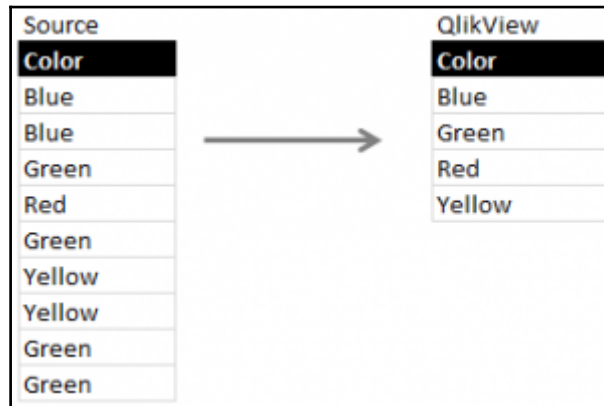 Source
Color
Blue
Blue
Green
Red
Green
Yellow
Yellow
Green
Green
QlikView
Color
Blue
Green
Red
Yellow